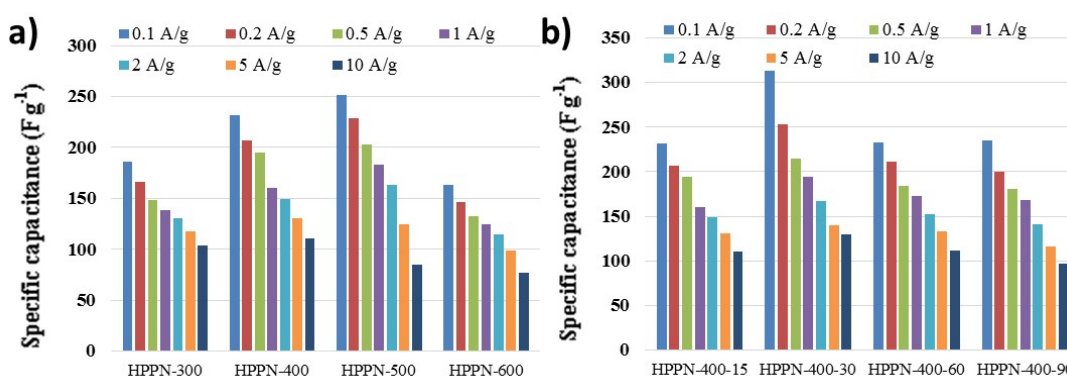 a)
0.1 A/g 0.2 A/g 0.5 A/g 1 A/g
2 A/g 5 A/g 10 A/g
Specific capacitance (F g-1)
300
250
200
150
100
50
0
HPPN-300 HPPN-400 HPPN-500 HPPN-600
b)
0.1 A/g 0.2 A/g 0.5 A/g 1 A/g
2 A/g 5 A/g 10 A/g
Specific capacitance (F g-1)
350
300
250
200
150
100
50
0
HPPN-400-15 HPPN-400-30 HPPN-400-60 HPPN-400-90